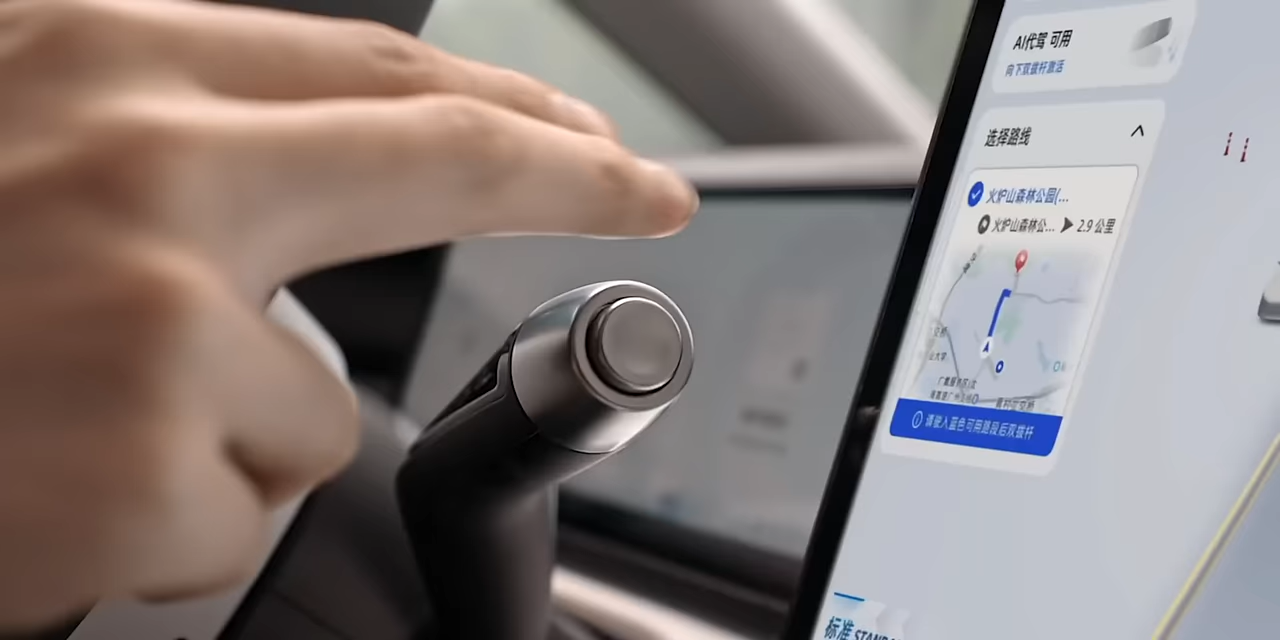 AI代驾 可用
向下双拨杆激活
选择路线
火炉山森林公园(...
火炉山森林公... 2.9 公里
请驶入蓝色可用路段后双拨杆
标准 STANDA